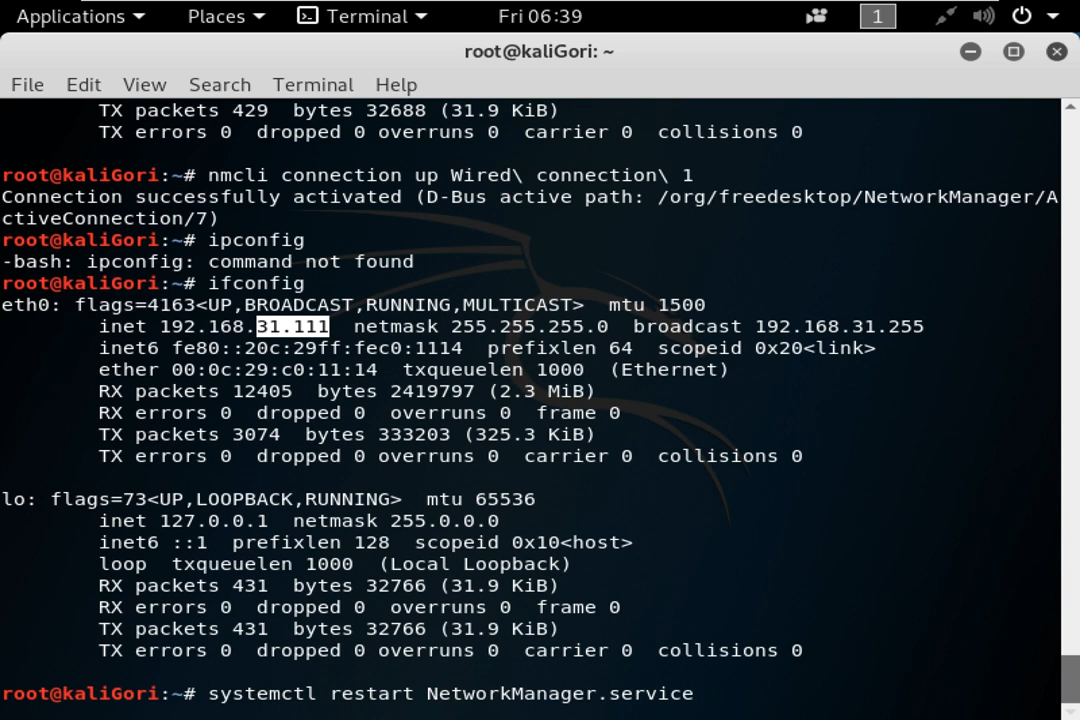 Applications Places Terminal Fri 06:39 1
root@kaliGori: ~
File Edit View Search Terminal Help
TX packets 429 bytes 32688 (31.9 KiB)
TX errors 0 dropped 0 overruns 0 carrier 0 collisions 0
root@kaliGori:~# nmcli connection up Wired\ connection\ 1
Connection successfully activated (D-Bus active path: /org/freedesktop/NetworkManager/A
ctiveConnection/7)
root@kaliGori:~# ipconfig
-bash: ipconfig: command not found
root@kaliGori:~# ifconfig
eth0: flags=4163<UP,BROADCAST,RUNNING,MULTICAST> mtu 1500
inet 192.168.31.111 netmask 255.255.255.0 broadcast 192.168.31.255
inet6 fe80::20c:29ff:fec0:1114 prefixlen 64 scopeid 0x20<link>
ether 00:0c:29:c0:11:14 txqueuelen 1000 (Ethernet)
RX packets 12405 bytes 2419797 (2.3 MiB)
RX errors 0 dropped 0 overruns 0 frame 0
TX packets 3074 bytes 333203 (325.3 KiB)
TX errors 0 dropped 0 overruns 0 carrier 0 collisions 0
lo: flags=73<UP,LOOPBACK,RUNNING> mtu 65536
inet 127.0.0.1 netmask 255.0.0.0
inet6 ::1 prefixlen 128 scopeid 0x10<host>
loop txqueuelen 1000 (Local Loopback)
RX packets 431 bytes 32766 (31.9 KiB)
RX errors 0 dropped 0 overruns 0 frame 0
TX packets 431 bytes 32766 (31.9 KiB)
TX errors 0 dropped 0 overruns 0 carrier 0 collisions 0
root@kaliGori:~# systemctl restart NetworkManager.service